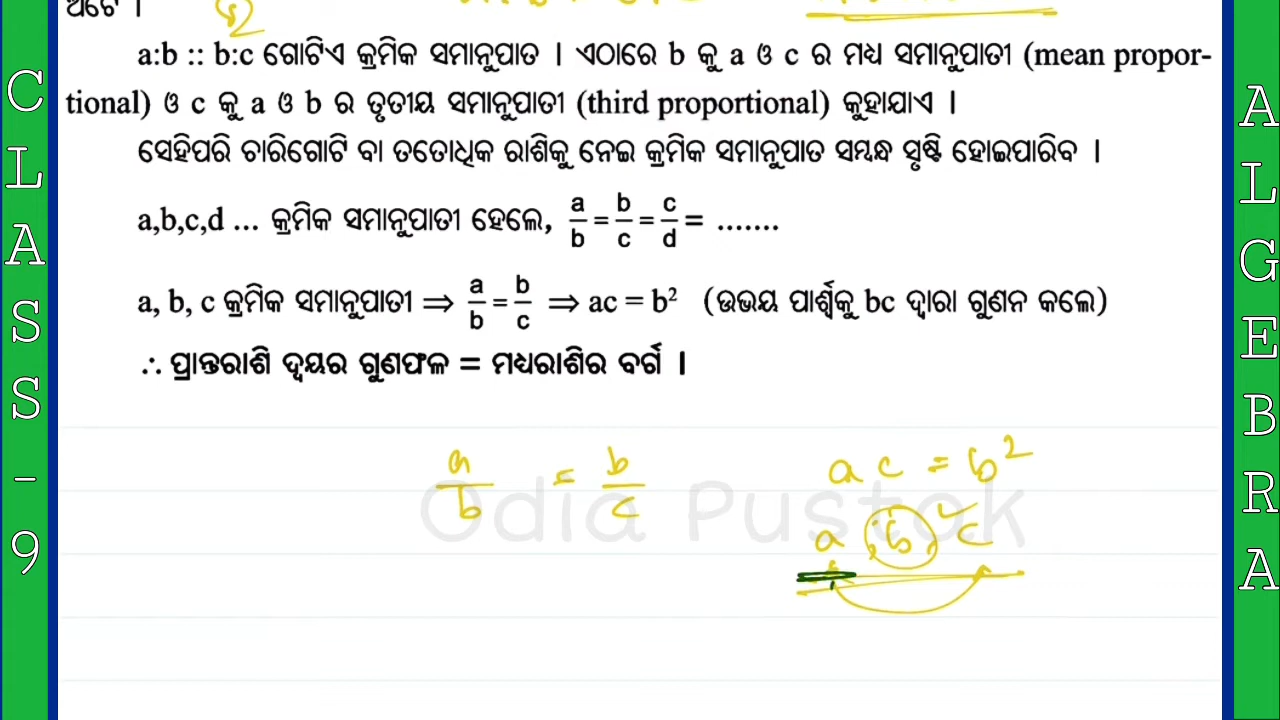 ଅଟେ ।
a:b :: b:c ଗୋଟିଏ କ୍ରମିକ ସମାନୁପାତ । ଏଠାରେ b କୁ a ଓ c ର ମଧ୍ୟ ସମାନୁପାତୀ (mean propor-
tional) ଓ c କୁ a ଓ b ର ତୃତୀୟ ସମାନୁପାତୀ (third proportional) କୁହାଯାଏ ।
ସେହିପରି ଚାରିଗୋଟି ବା ତତୋଧିକ ରାଶିକୁ ନେଇ କ୍ରମିକ ସମାନୁପାତ ସମ୍ବନ୍ଧ ସୃଷ୍ଟି ହୋଇପାରିବ ।
a,b,c,d ... କ୍ରମିକ ସମାନୁପାତୀ ହେଲେ, a/b = b/c = c/d = .......
a, b, c କ୍ରମିକ ସମାନୁପାତୀ ⇒ a/b = b/c ⇒ ac = b² (ଉଭୟ ପାର୍ଶ୍ୱକୁ bc ଦ୍ୱାରା ଗୁଣନ କଲେ)
∴ ପ୍ରାନ୍ତରାଶି ଦ୍ୱୟର ଗୁଣଫଳ = ମଧ୍ୟରାଶିର ବର୍ଗ ।
a/b = b/c
ac = b²
a, b, c
Odia Pustak
CLASS-9
ALGEBRA